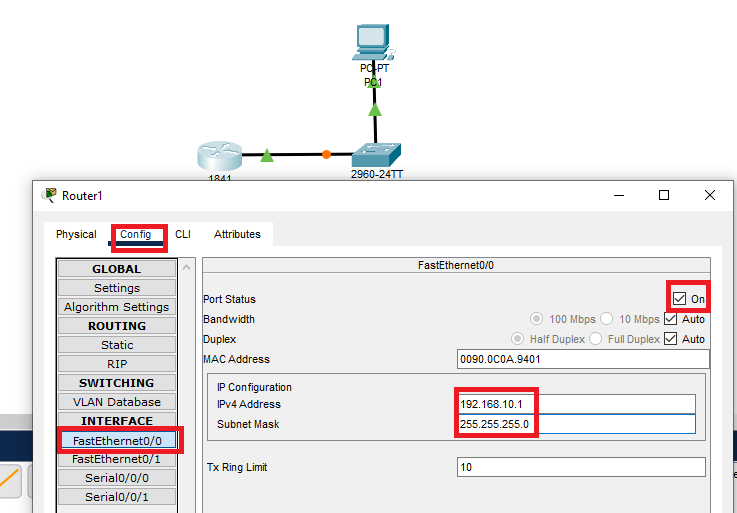 PC-PT
PC1
1841
2960-24TT
Router1
Physical Config CLI Attributes
GLOBAL
Settings
Algorithm Settings
ROUTING
Static
RIP
SWITCHING
VLAN Database
INTERFACE
FastEthernet0/0
FastEthernet0/1
Serial0/0/0
Serial0/0/1
FastEthernet0/0
Port Status On
Bandwidth 100 Mbps 10 Mbps Auto
Duplex Half Duplex Full Duplex Auto
MAC Address 0090.0C0A.9401
IP Configuration
IPv4 Address 192.168.10.1
Subnet Mask 255.255.255.0
Tx Ring Limit 10